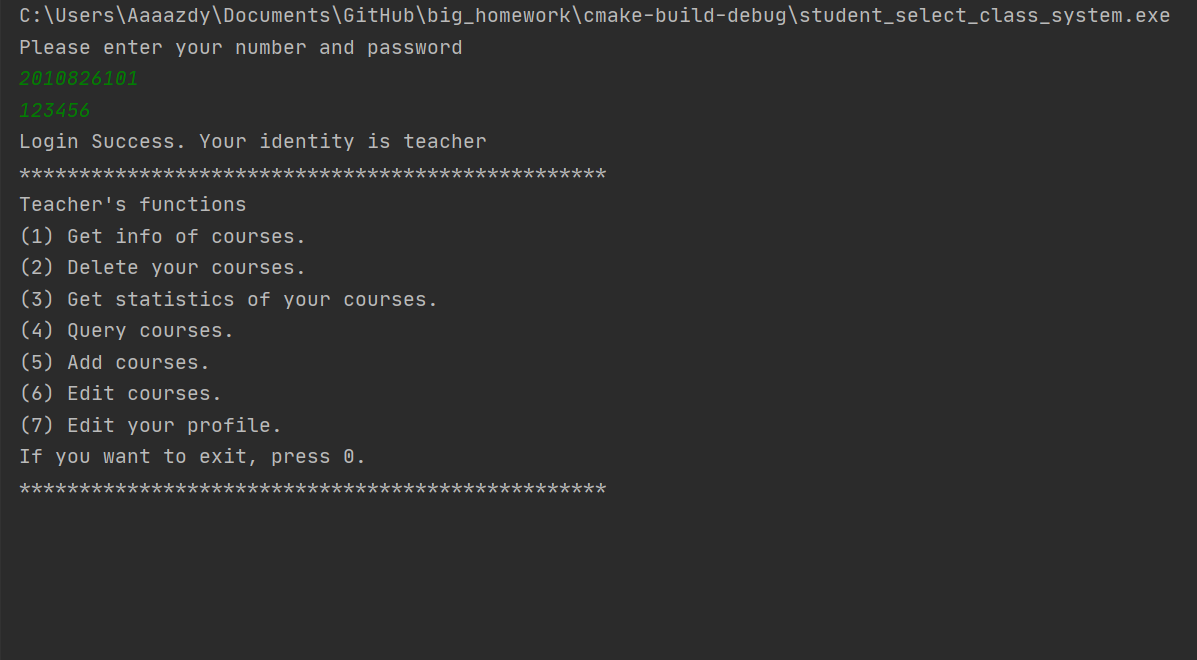 C:\Users\Aaaazdy\Documents\GitHub\big_homework\cmake-build-debug\student_select_class_system.exe
Please enter your number and password
2010826101
123456
Login Success. Your identity is teacher
*************************************************
Teacher's functions
(1) Get info of courses.
(2) Delete your courses.
(3) Get statistics of your courses.
(4) Query courses.
(5) Add courses.
(6) Edit courses.
(7) Edit your profile.
If you want to exit, press 0.
*************************************************